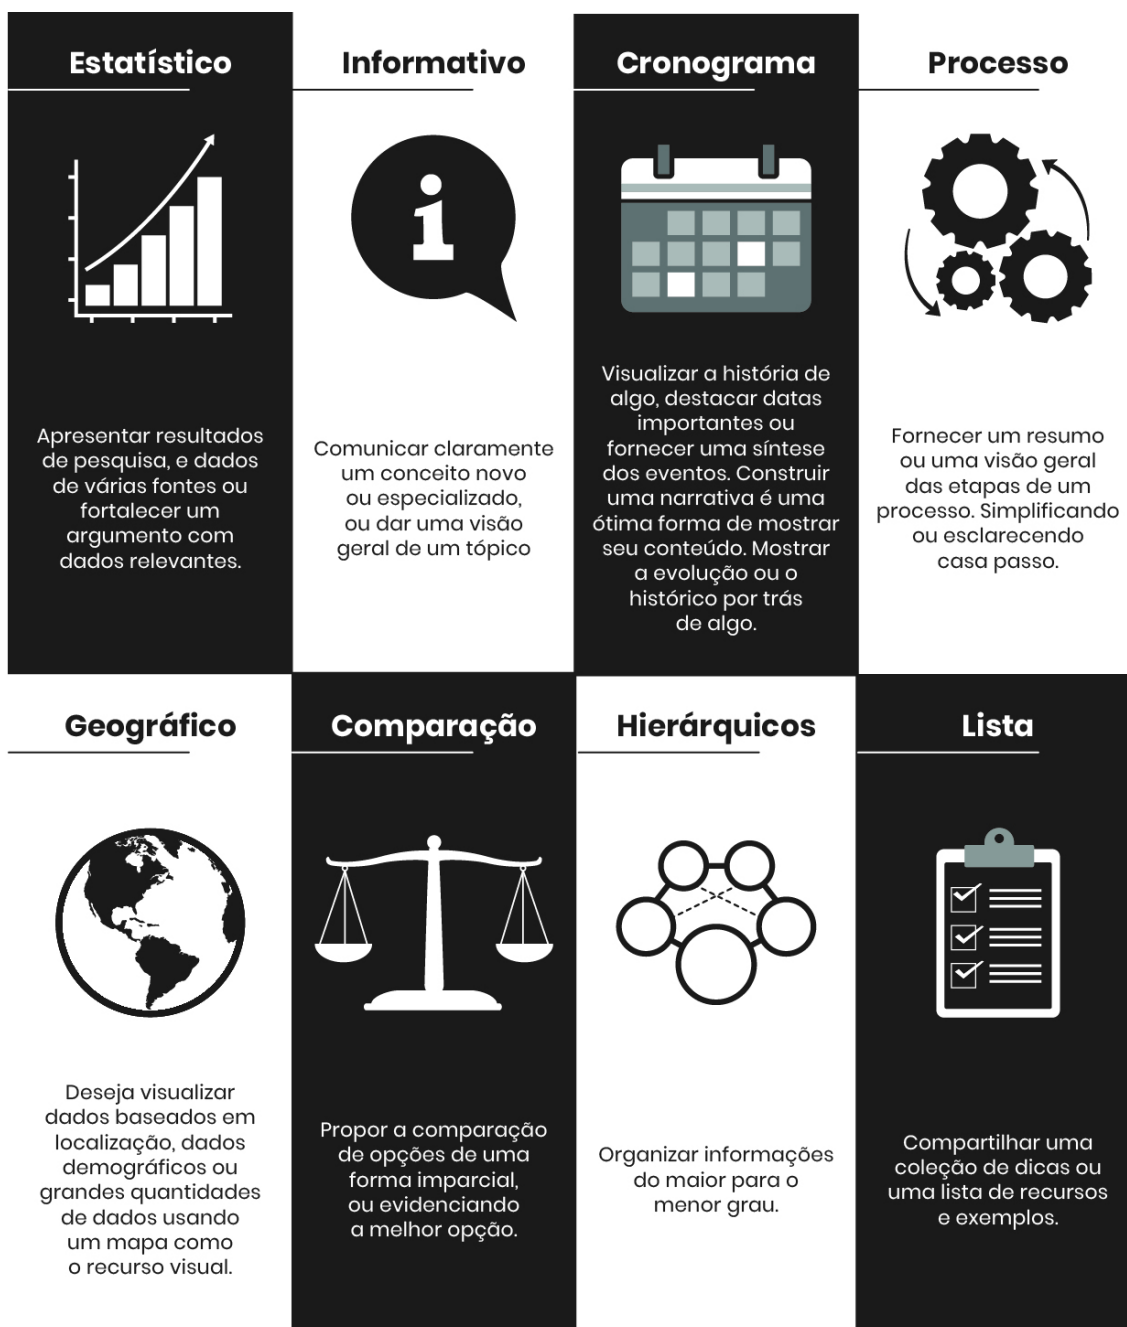 Estatístico
Apresentar resultados
de pesquisa, e dados
de várias fontes ou
fortalecer um
argumento com
dados relevantes.
Informativo
i
Comunicar claramente
um conceito novo
ou especializado,
ou dar uma visão
geral de um tópico
Cronograma
Visualizar a história de
algo, destacar datas
importantes ou
fornecer uma síntese
dos eventos. Construir
uma narrativa é uma
ótima forma de mostrar
seu conteúdo. Mostrar
a evolução ou o
histórico por trás
de algo.
Processo
Fornecer um resumo
ou uma visão geral
das etapas de um
processo. Simplificando
ou esclarecendo
casa passo.
Geográfico
Deseja visualizar
dados baseados em
localização, dados
demográficos ou
grandes quantidades
de dados usando
um mapa como
o recurso visual.
Comparação
Propor a comparação
de opções de uma
forma imparcial,
ou evidenciando
a melhor opção.
Hierárquicos
Organizar informações
do maior para o
menor grau.
Lista
Compartilhar uma
coleção de dicas ou
uma lista de recursos
e exemplos.